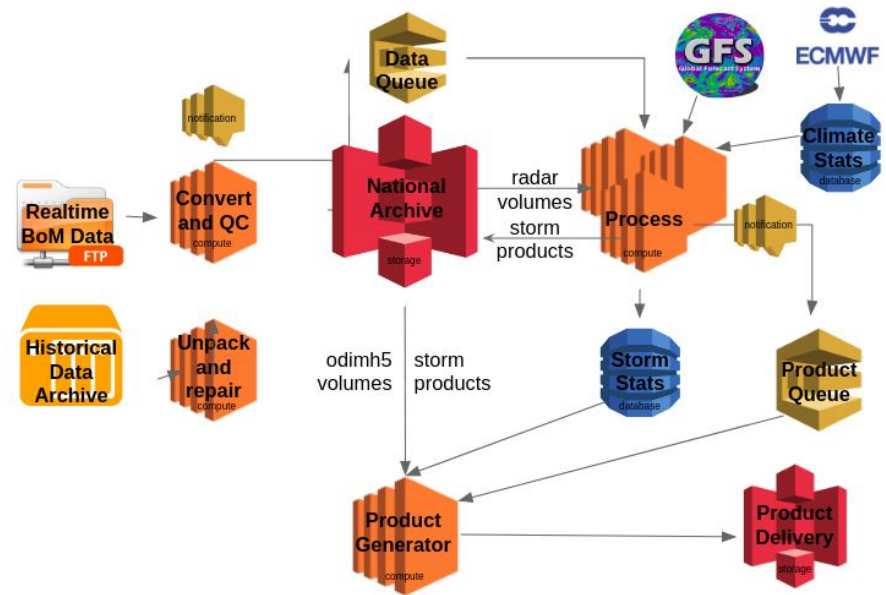 Data
Queue
GFS
Global Forecast System
ECMWF
notification
Climate
Stats
database
Realtime
BoM Data
FTP
Convert
and QC
compute
National
Archive
storage
radar
volumes
storm
products
Process
compute
notification
Historical
Data
Archive
Unpack
and
repair
compute
odimh5
volumes
storm
products
Storm
Stats
database
Product
Queue
Product
Generator
compute
Product
Delivery
storage